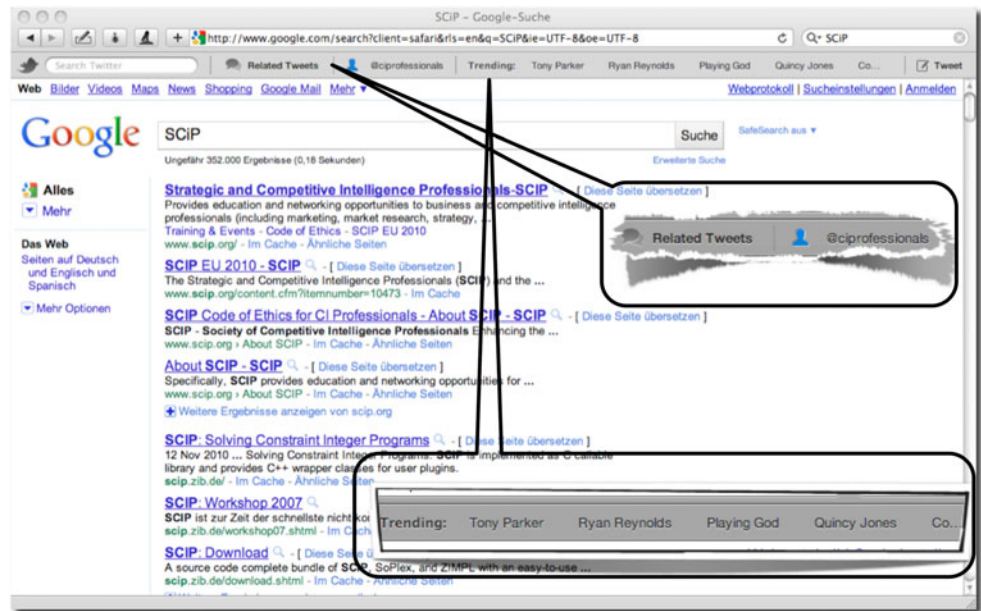 SCiP – Google-Suche
http://www.google.com/search?client=safari&rls=en&q=SCiP&ie=UTF-8&oe=UTF-8
SCiP
Search Twitter
Related Tweets
@ciprofessionals
Trending: Tony Parker Ryan Reynolds Playing God Quincy Jones Co...
Tweet
Web Bilder Videos Maps News Shopping Google Mail Mehr
Webprotokoll | Sucheinstellungen | Anmelden
Google
SCiP
Suche
SafeSearch aus
Ungefähr 352.000 Ergebnisse (0,18 Sekunden)
Erweiterte Suche
Alles
Mehr
Das Web
Seiten auf Deutsch
und Englisch und
Spanisch
Mehr Optionen
Strategic and Competitive Intelligence Professionals-SCIP - [ Diese Seite übersetzen ]
Provides education and networking opportunities to business and competitive intelligence
professionals (including marketing, market research, strategy, ...
Training & Events - Code of Ethics - SCIP EU 2010
www.scip.org/ - Im Cache - Ähnliche Seiten
SCIP EU 2010 - SCIP - [ Diese Seite übersetzen ]
The Strategic and Competitive Intelligence Professionals (SCIP) and the ...
www.scip.org/content.cfm?itemnumber=10473 - Im Cache
SCIP Code of Ethics for CI Professionals - About SCIP - SCIP - [ Diese Seite übersetzen ]
SCIP - Society of Competitive Intelligence Professionals Enhancing the ...
www.scip.org › About SCIP - Im Cache - Ähnliche Seiten
About SCIP - SCIP - [ Diese Seite übersetzen ]
Specifically, SCIP provides education and networking opportunities for ...
www.scip.org › About SCIP - Im Cache - Ähnliche Seiten
Weitere Ergebnisse anzeigen von scip.org
SCIP: Solving Constraint Integer Programs - [ Diese Seite übersetzen ]
12 Nov 2010 ... Solving Constraint Integer Programs. SCIP is implemented as C callable
library and provides C++ wrapper classes for user plugins.
scip.zib.de/ - Im Cache - Ähnliche
SCIP: Workshop 2007
SCIP ist zur Zeit der schnellste
scip.zib.de/workshop07.shtml - Im
SCIP: Download - [ Diese Seite
A source code complete bundle of SCIP, SoPlex, and ZIMPL with an easy-to-use ...
scip.zib.de/download.shtml - Im Cache - Ähnliche Seiten
Related Tweets @ciprofessionals
Trending: Tony Parker Ryan Reynolds Playing God Quincy Jones Co...